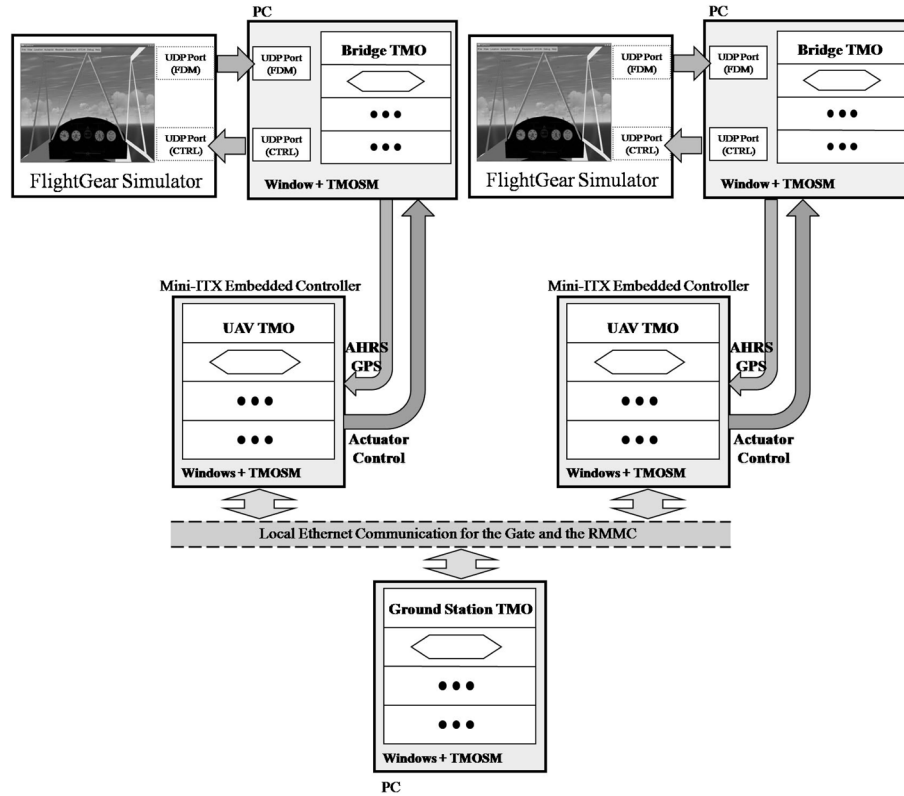 PC
PC
UDP Port
(FDM)
UDP Port
(FDM)
Bridge TMO
UDP Port
(CTRL)
UDP Port
(CTRL)
FlightGear Simulator
Window + TMOSM
UDP Port
(FDM)
UDP Port
(FDM)
Bridge TMO
UDP Port
(CTRL)
UDP Port
(CTRL)
FlightGear Simulator
Window + TMOSM
Mini-ITX Embedded Controller
UAV TMO
AHRS
GPS
Actuator
Control
Windows + TMOSM
Mini-ITX Embedded Controller
UAV TMO
AHRS
GPS
Actuator
Control
Windows + TMOSM
Local Ethernet Communication for the Gate and the RMMC
Ground Station TMO
Windows + TMOSM
PC